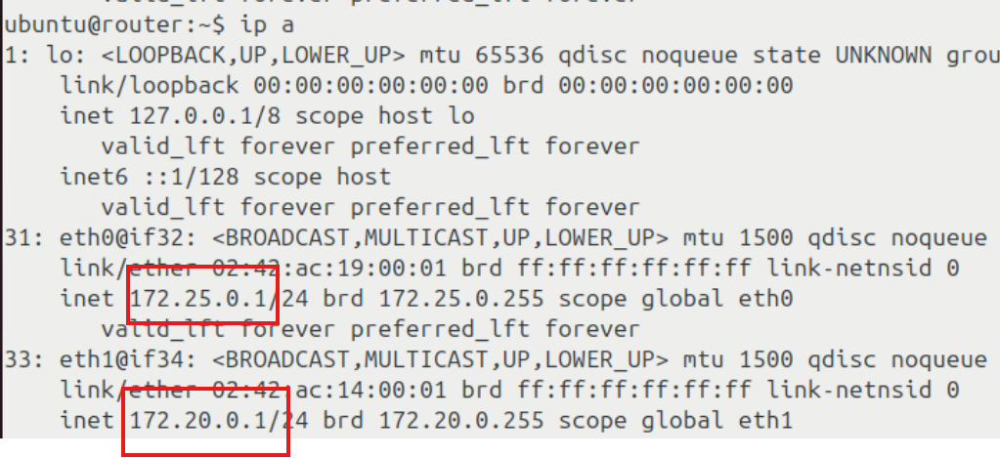 valid_lft forever preferred_lft forever
ubuntu@router:~$ ip a
1: lo: <LOOPBACK,UP,LOWER_UP> mtu 65536 qdisc noqueue state UNKNOWN grou
link/loopback 00:00:00:00:00:00 brd 00:00:00:00:00:00
inet 127.0.0.1/8 scope host lo
valid_lft forever preferred_lft forever
inet6 ::1/128 scope host
valid_lft forever preferred_lft forever
31: eth0@if32: <BROADCAST,MULTICAST,UP,LOWER_UP> mtu 1500 qdisc noqueue
link/ether 02:42:ac:19:00:01 brd ff:ff:ff:ff:ff:ff link-netnsid 0
inet 172.25.0.1/24 brd 172.25.0.255 scope global eth0
valid_lft forever preferred_lft forever
33: eth1@if34: <BROADCAST,MULTICAST,UP,LOWER_UP> mtu 1500 qdisc noqueue
link/ether 02:42:ac:14:00:01 brd ff:ff:ff:ff:ff:ff link-netnsid 0
inet 172.20.0.1/24 brd 172.20.0.255 scope global eth1